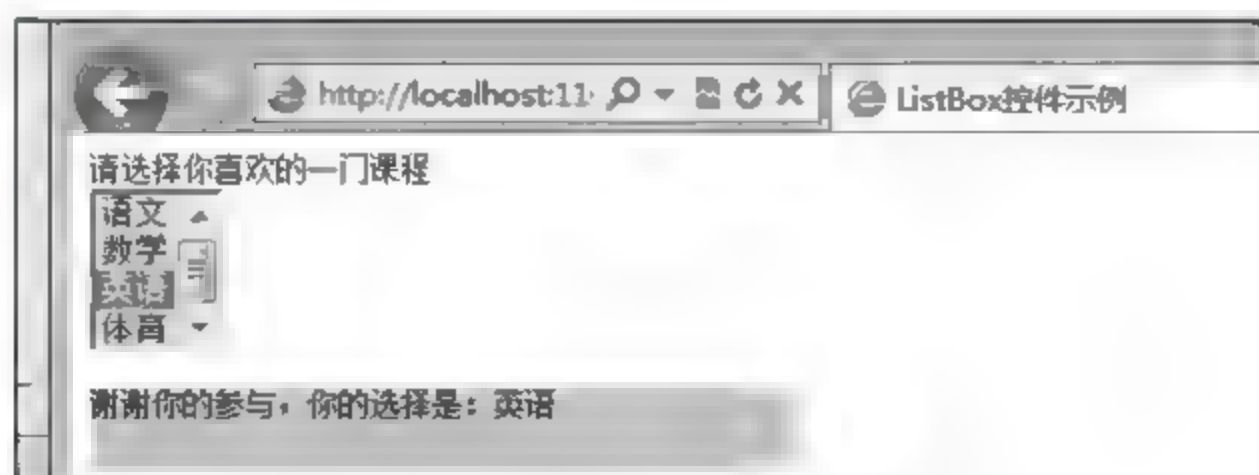 http://localhost:11
ListBox控件示例
请选择你喜欢的一门课程
语文
数学
英语
体育
谢谢你的参与，你的选择是：英语